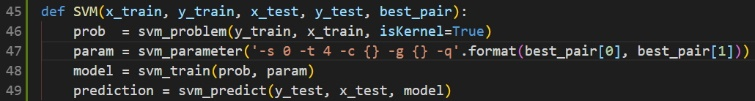 45 def SVM(x_train, y_train, x_test, y_test, best_pair):
46     prob  = svm_problem(y_train, x_train, isKernel=True)
47     param = svm_parameter('-s 0 -t 4 -c {} -g {} -q'.format(best_pair[0], best_pair[1]))
48     model = svm_train(prob, param)
49     prediction = svm_predict(y_test, x_test, model)